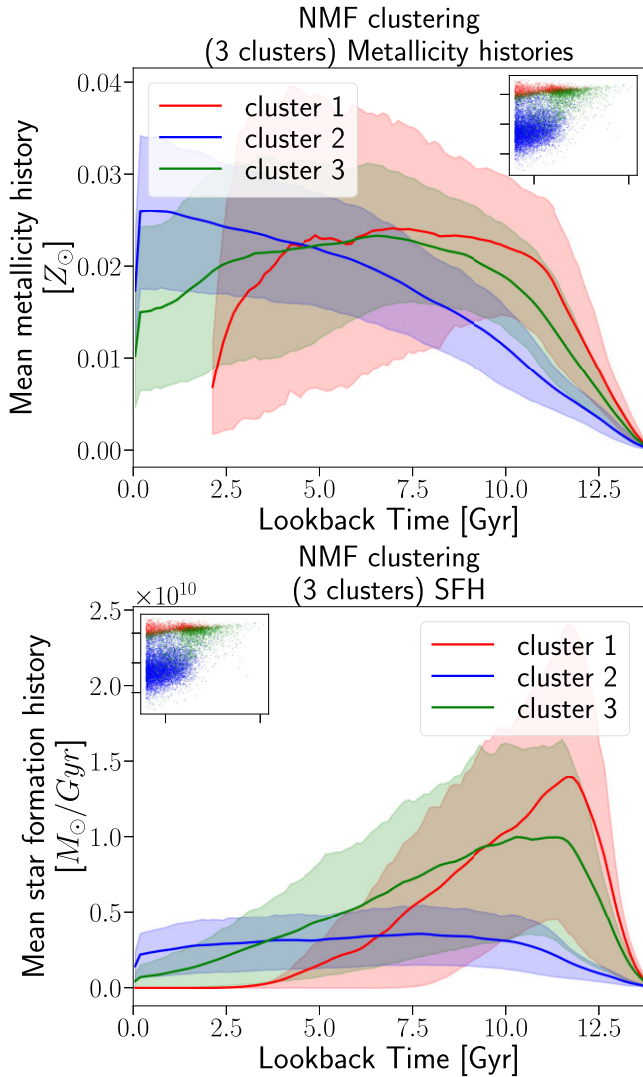 NMF clustering
(3 clusters) Metallicity histories
0.04
0.03
0.02
0.01
0.00
Mean metallicity history
[Z⊙]
cluster 1
cluster 2
cluster 3
0.0 2.5 5.0 7.5 10.0 12.5
Lookback Time [Gyr]
NMF clustering
(3 clusters) SFH
×10^10
2.5
2.0
1.5
1.0
0.5
0.0
Mean star formation history
[M⊙/Gyr]
cluster 1
cluster 2
cluster 3
0.0 2.5 5.0 7.5 10.0 12.5
Lookback Time [Gyr]